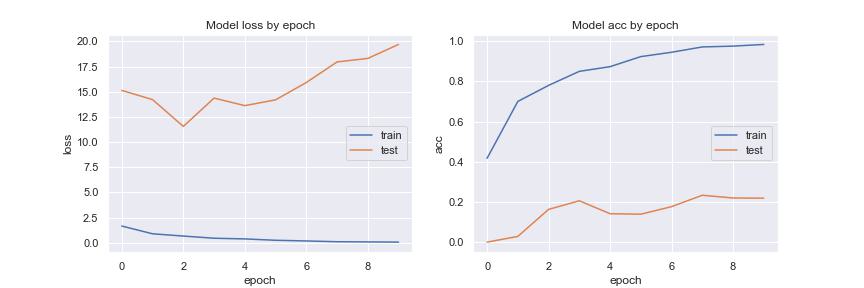 Model loss by epoch
20.0
17.5
15.0
12.5
10.0
7.5
5.0
2.5
0.0
loss
0 2 4 6 8
epoch
train
test
Model acc by epoch
1.0
0.8
0.6
0.4
0.2
0.0
acc
0 2 4 6 8
epoch
train
test